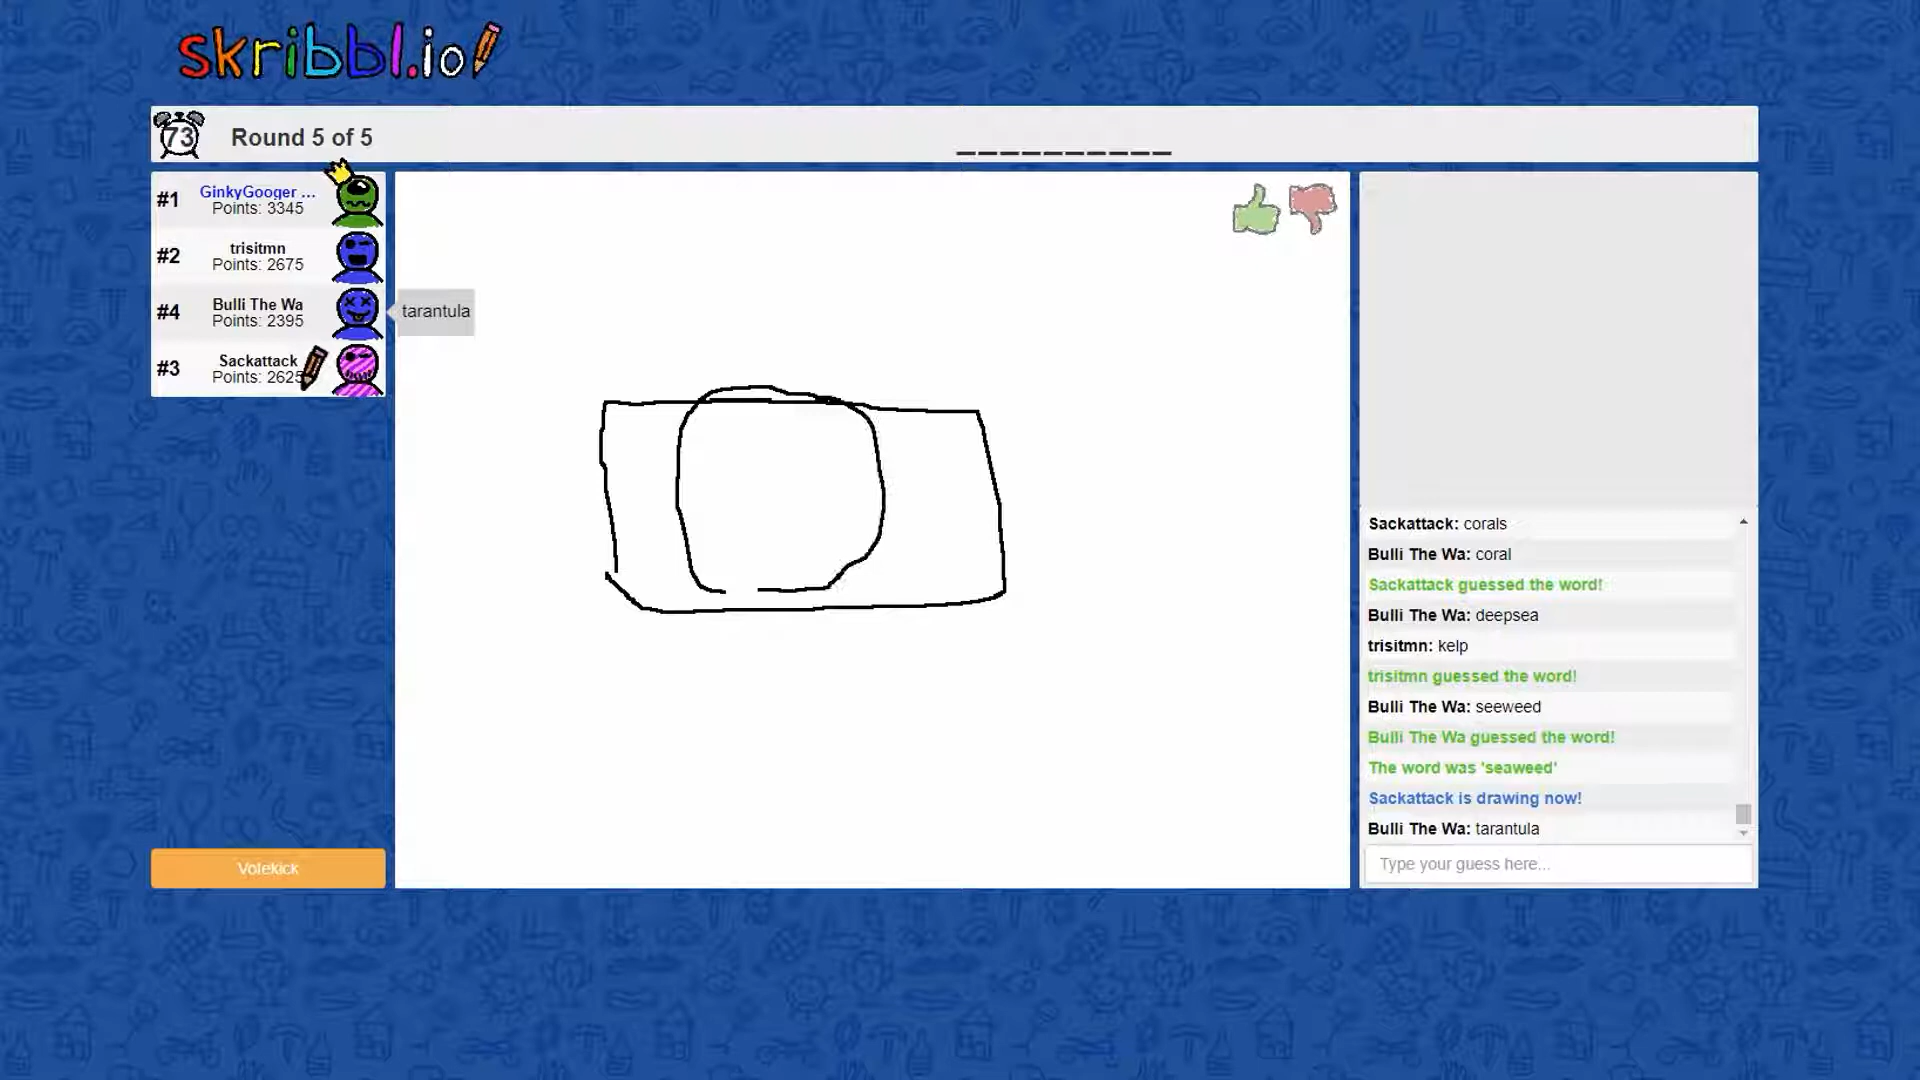 skribbl.io
73
Round 5 of 5
__________
#1
GinkyGooger ...
Points: 3345
#2
trisitmn
Points: 2675
#4
Bulli The Wa
Points: 2395
tarantula
#3
Sackattack
Points: 2625
Votekick
Sackattack: corals
Bulli The Wa: coral
Sackattack guessed the word!
Bulli The Wa: deepsea
trisitmn: kelp
trisitmn guessed the word!
Bulli The Wa: seeweed
Bulli The Wa guessed the word!
The word was 'seaweed'
Sackattack is drawing now!
Bulli The Wa: tarantula
Type your guess here...